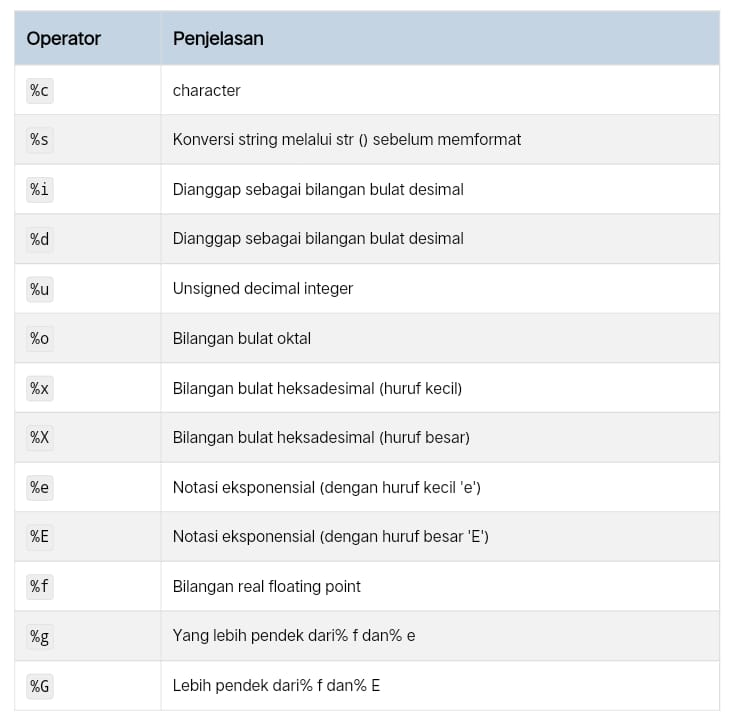 Operator Penjelasan
%c character
%s Konversi string melalui str () sebelum memformat
%i Dianggap sebagai bilangan bulat desimal
%d Dianggap sebagai bilangan bulat desimal
%u Unsigned decimal integer
%o Bilangan bulat oktal
%x Bilangan bulat heksadesimal (huruf kecil)
%X Bilangan bulat heksadesimal (huruf besar)
%e Notasi eksponensial (dengan huruf kecil 'e')
%E Notasi eksponensial (dengan huruf besar 'E')
%f Bilangan real floating point
%g Yang lebih pendek dari% f dan% e
%G Lebih pendek dari% f dan% E